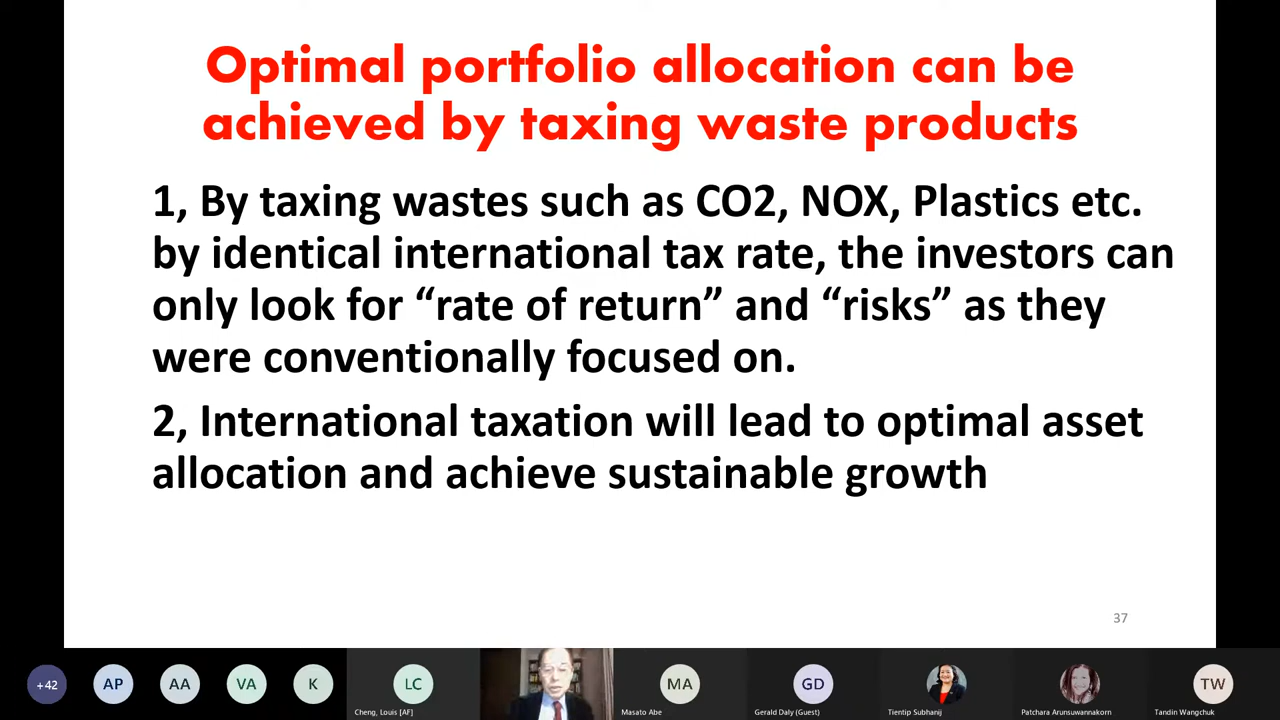 Optimal portfolio allocation can be
achieved by taxing waste products
1, By taxing wastes such as CO2, NOX, Plastics etc.
by identical international tax rate, the investors can
only look for “rate of return” and “risks” as they
were conventionally focused on.
2, International taxation will lead to optimal asset
allocation and achieve sustainable growth
37
+42
AP
AA
VA
K
LC
MA
GD
TW
Cheng, Louis [AF]
Masato Abe
Gerald Daly (Guest)
Tientip Subhanij
Patchara Arunsuwannakorn
Tandin Wangchuk